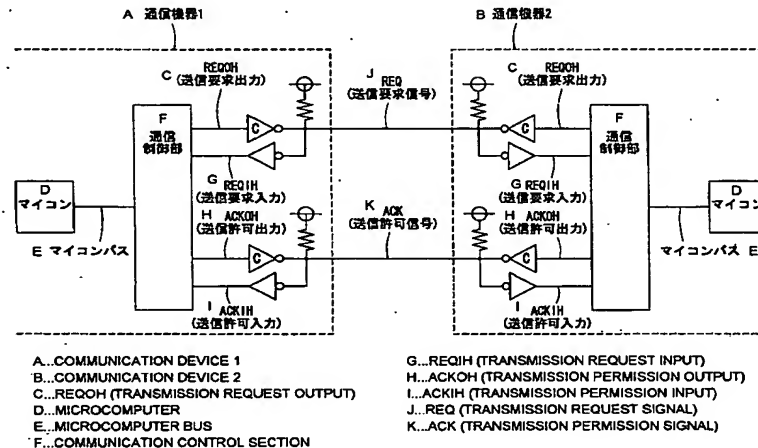 A 通信機器1
B 通信機器2
C REQOH
(送信要求出力)
J REQ
(送信要求信号)
C REQOH
(送信要求出力)
F
通信
制御部
F
通信
制御部
C
C
G REQIH
(送信要求入力)
G REQIH
(送信要求入力)
D
マイコン
D
マイコン
H ACKOH
(送信許可出力)
K ACK
(送信許可信号)
H ACKOH
(送信許可出力)
E マイコンバス
マイコンバス E
C
C
I ACKIH
(送信許可入力)
I ACKIH
(送信許可入力)
A...COMMUNICATION DEVICE 1
B...COMMUNICATION DEVICE 2
C...REQOH (TRANSMISSION REQUEST OUTPUT)
D...MICROCOMPUTER
E...MICROCOMPUTER BUS
F...COMMUNICATION CONTROL SECTION
G...REQIH (TRANSMISSION REQUEST INPUT)
H...ACKOH (TRANSMISSION PERMISSION OUTPUT)
I...ACKIH (TRANSMISSION PERMISSION INPUT)
J...REQ (TRANSMISSION REQUEST SIGNAL)
K...ACK (TRANSMISSION PERMISSION SIGNAL)